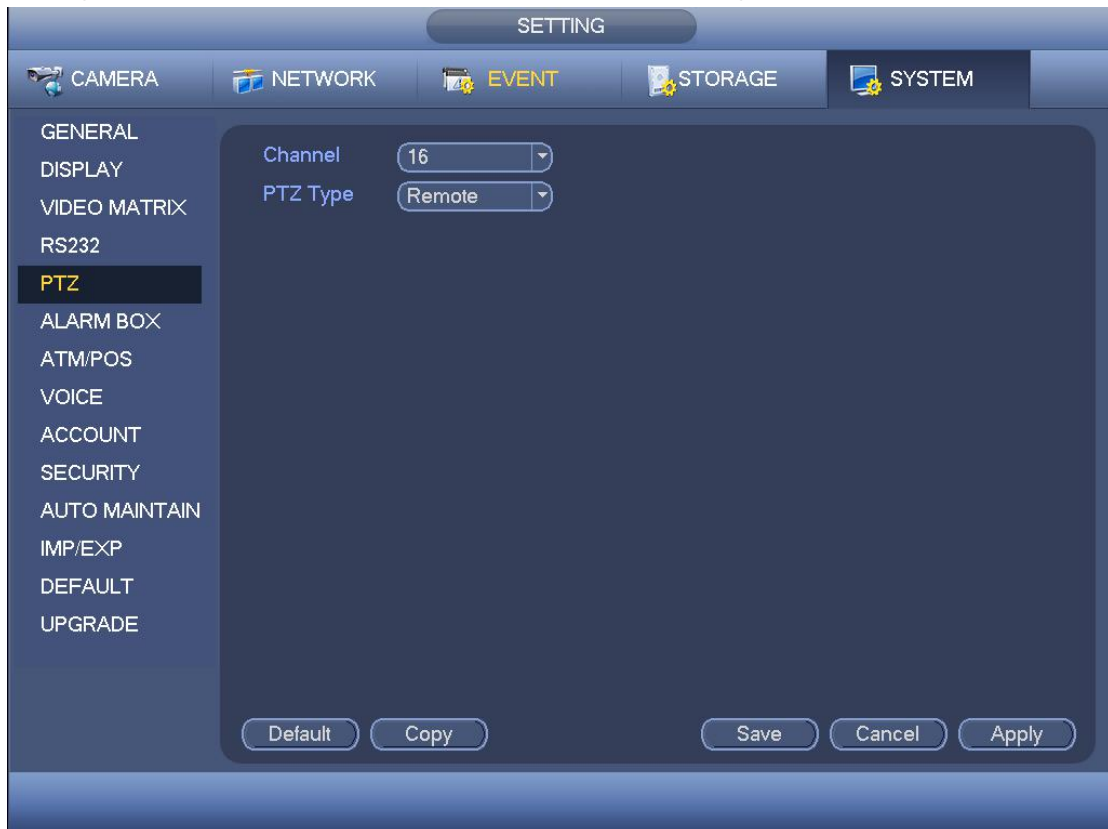 SETTING
CAMERA NETWORK EVENT STORAGE SYSTEM
GENERAL
DISPLAY
VIDEO MATRIX
RS232
PTZ
ALARM BOX
ATM/POS
VOICE
ACCOUNT
SECURITY
AUTO MAINTAIN
IMP/EXP
DEFAULT
UPGRADE
Channel 16
PTZ Type Remote
Default Copy Save Cancel Apply